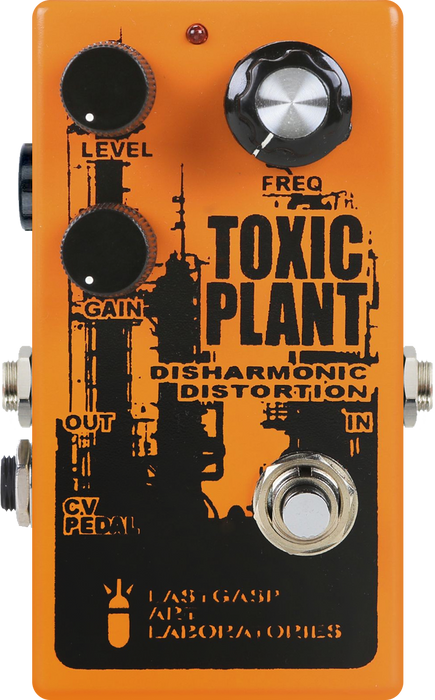 LEVEL
FREQ
GAIN
TOXIC
PLANT
DISHARMONIC
DISTORTION
OUT
IN
CV
PEDAL
LASTGASP
ART
LABORATORIES